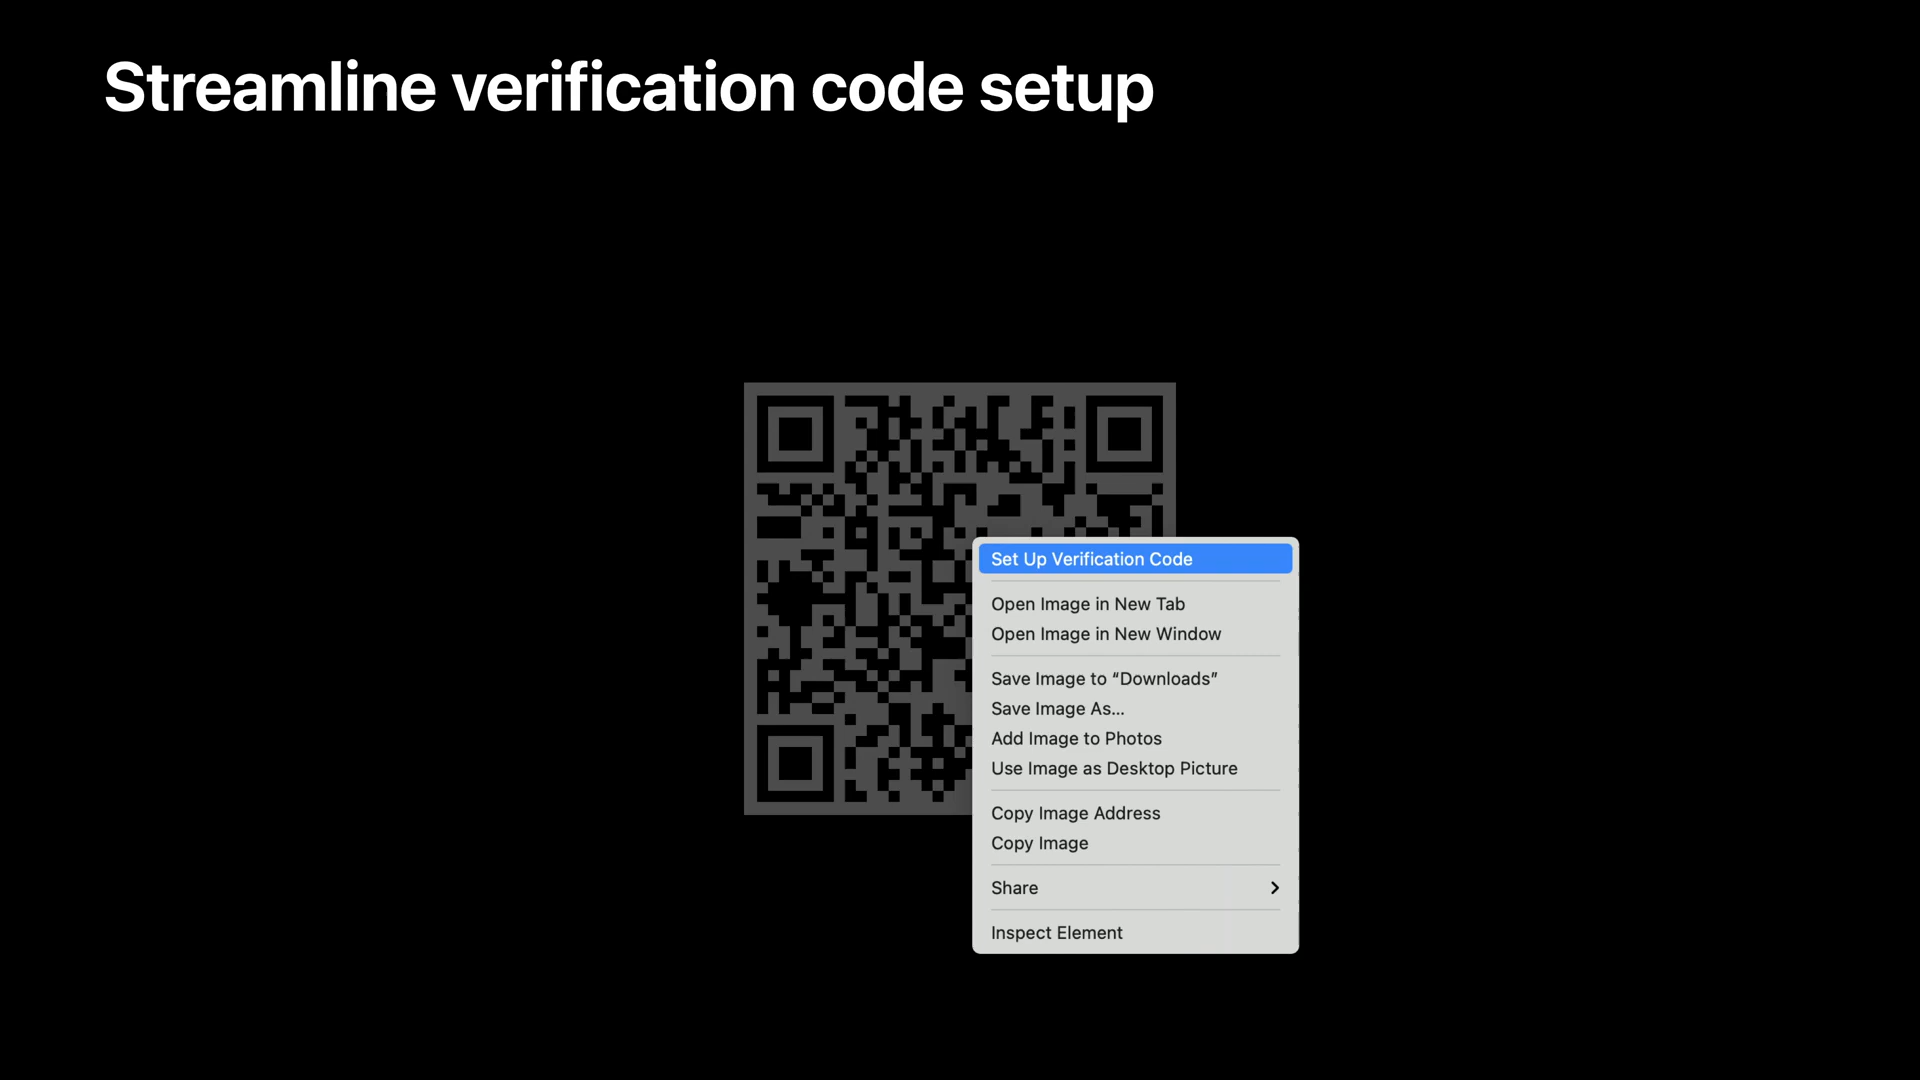 Streamline verification code setup
Set Up Verification Code
Open Image in New Tab
Open Image in New Window
Save Image to “Downloads”
Save Image As...
Add Image to Photos
Use Image as Desktop Picture
Copy Image Address
Copy Image
Share
Inspect Element